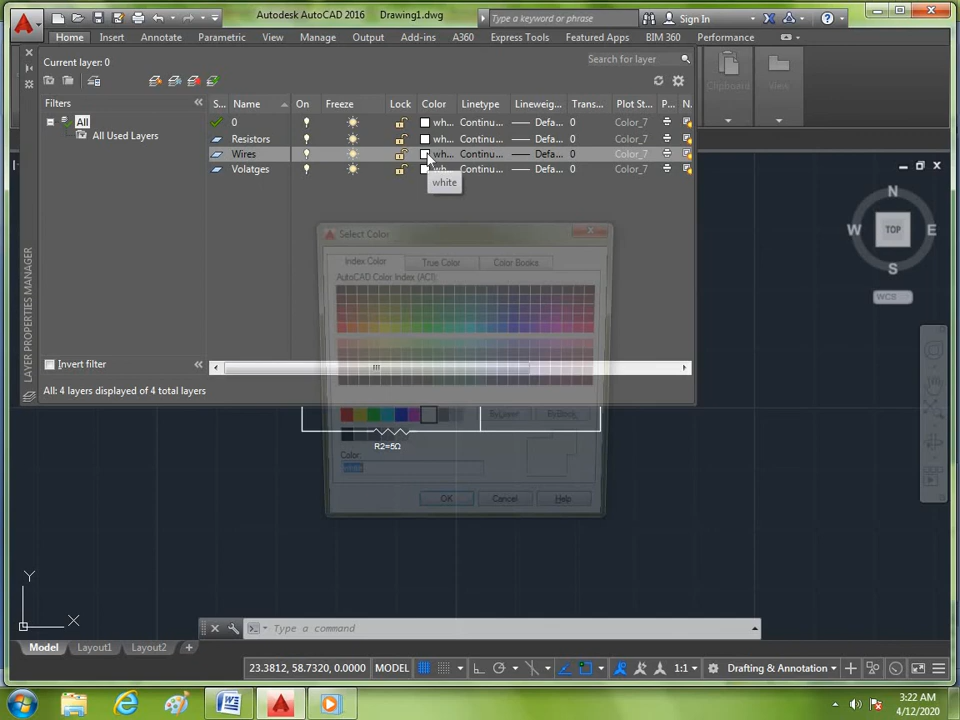 Autodesk AutoCAD 2016 Drawing1.dwg
Type a keyword or phrase
Sign In
Home Insert Annotate Parametric View Manage Output Add-ins A360 Express Tools Featured Apps BIM 360 Performance
Current layer: 0
Search for layer
Clipboard
View
Filters
S... Name On Freeze Lock Color Linetype Lineweig... Trans... Plot St... P...
All
All Used Layers
0 wh... Continu... Defa... 0 Color_7
Resistors wh... Continu... Defa... 0 Color_7
Wires wh... Continu... Defa... 0 Color_7
Volatges wh... Continu... Defa... 0 Color_7
white
N
W TOP E
S
WCS
Select Color
Index Color True Color Color Books
AutoCAD Color Index (ACI):
LAYER PROPERTIES MANAGER
Invert filter
All: 4 layers displayed of 4 total layers
ByLayer ByBlock
R2=5Ω
Color:
white
OK Cancel Help
Y
X
Type a command
Model Layout1 Layout2 +
23.3812, 58.7320, 0.0000 MODEL 1:1 Drafting & Annotation
3:22 AM
4/12/2020